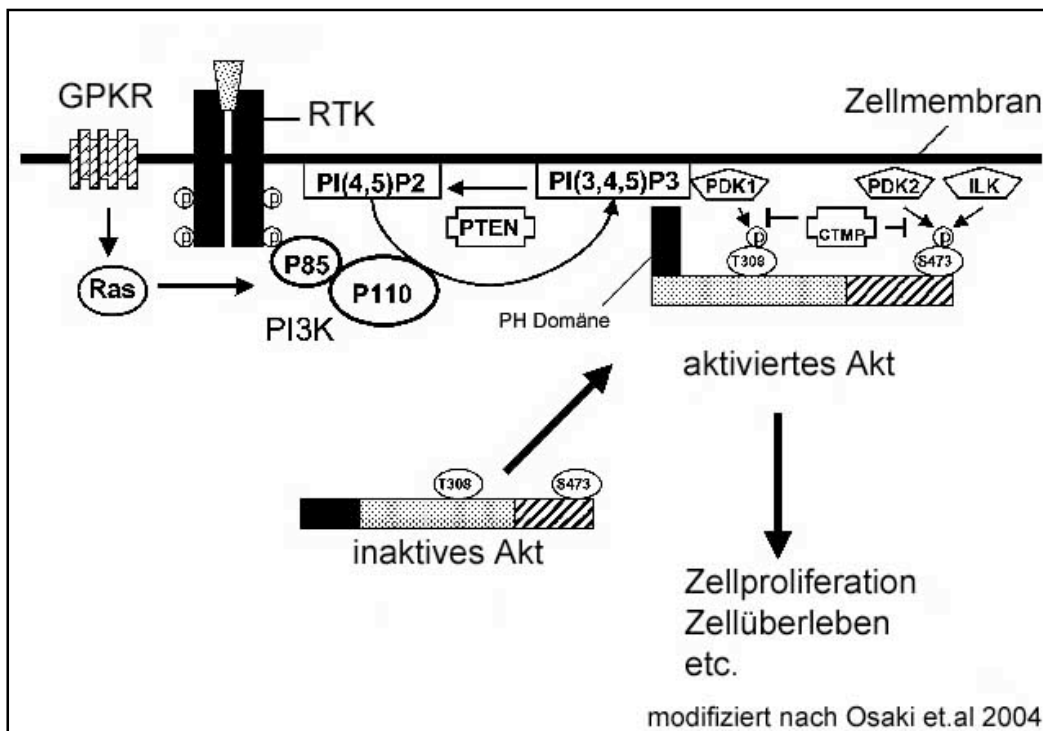 GPKR
RTK
Zellmembran
PI(4,5)P2
PI(3,4,5)P3
PDK1
PDK2
ILK
p
p
p
p
PTEN
CTMP
p
p
T308
S473
Ras
P85
P110
PI3K
PH Domäne
aktiviertes Akt
T308
S473
inaktives Akt
Zellproliferation
Zellüberleben
etc.
modifiziert nach Osaki et.al 2004